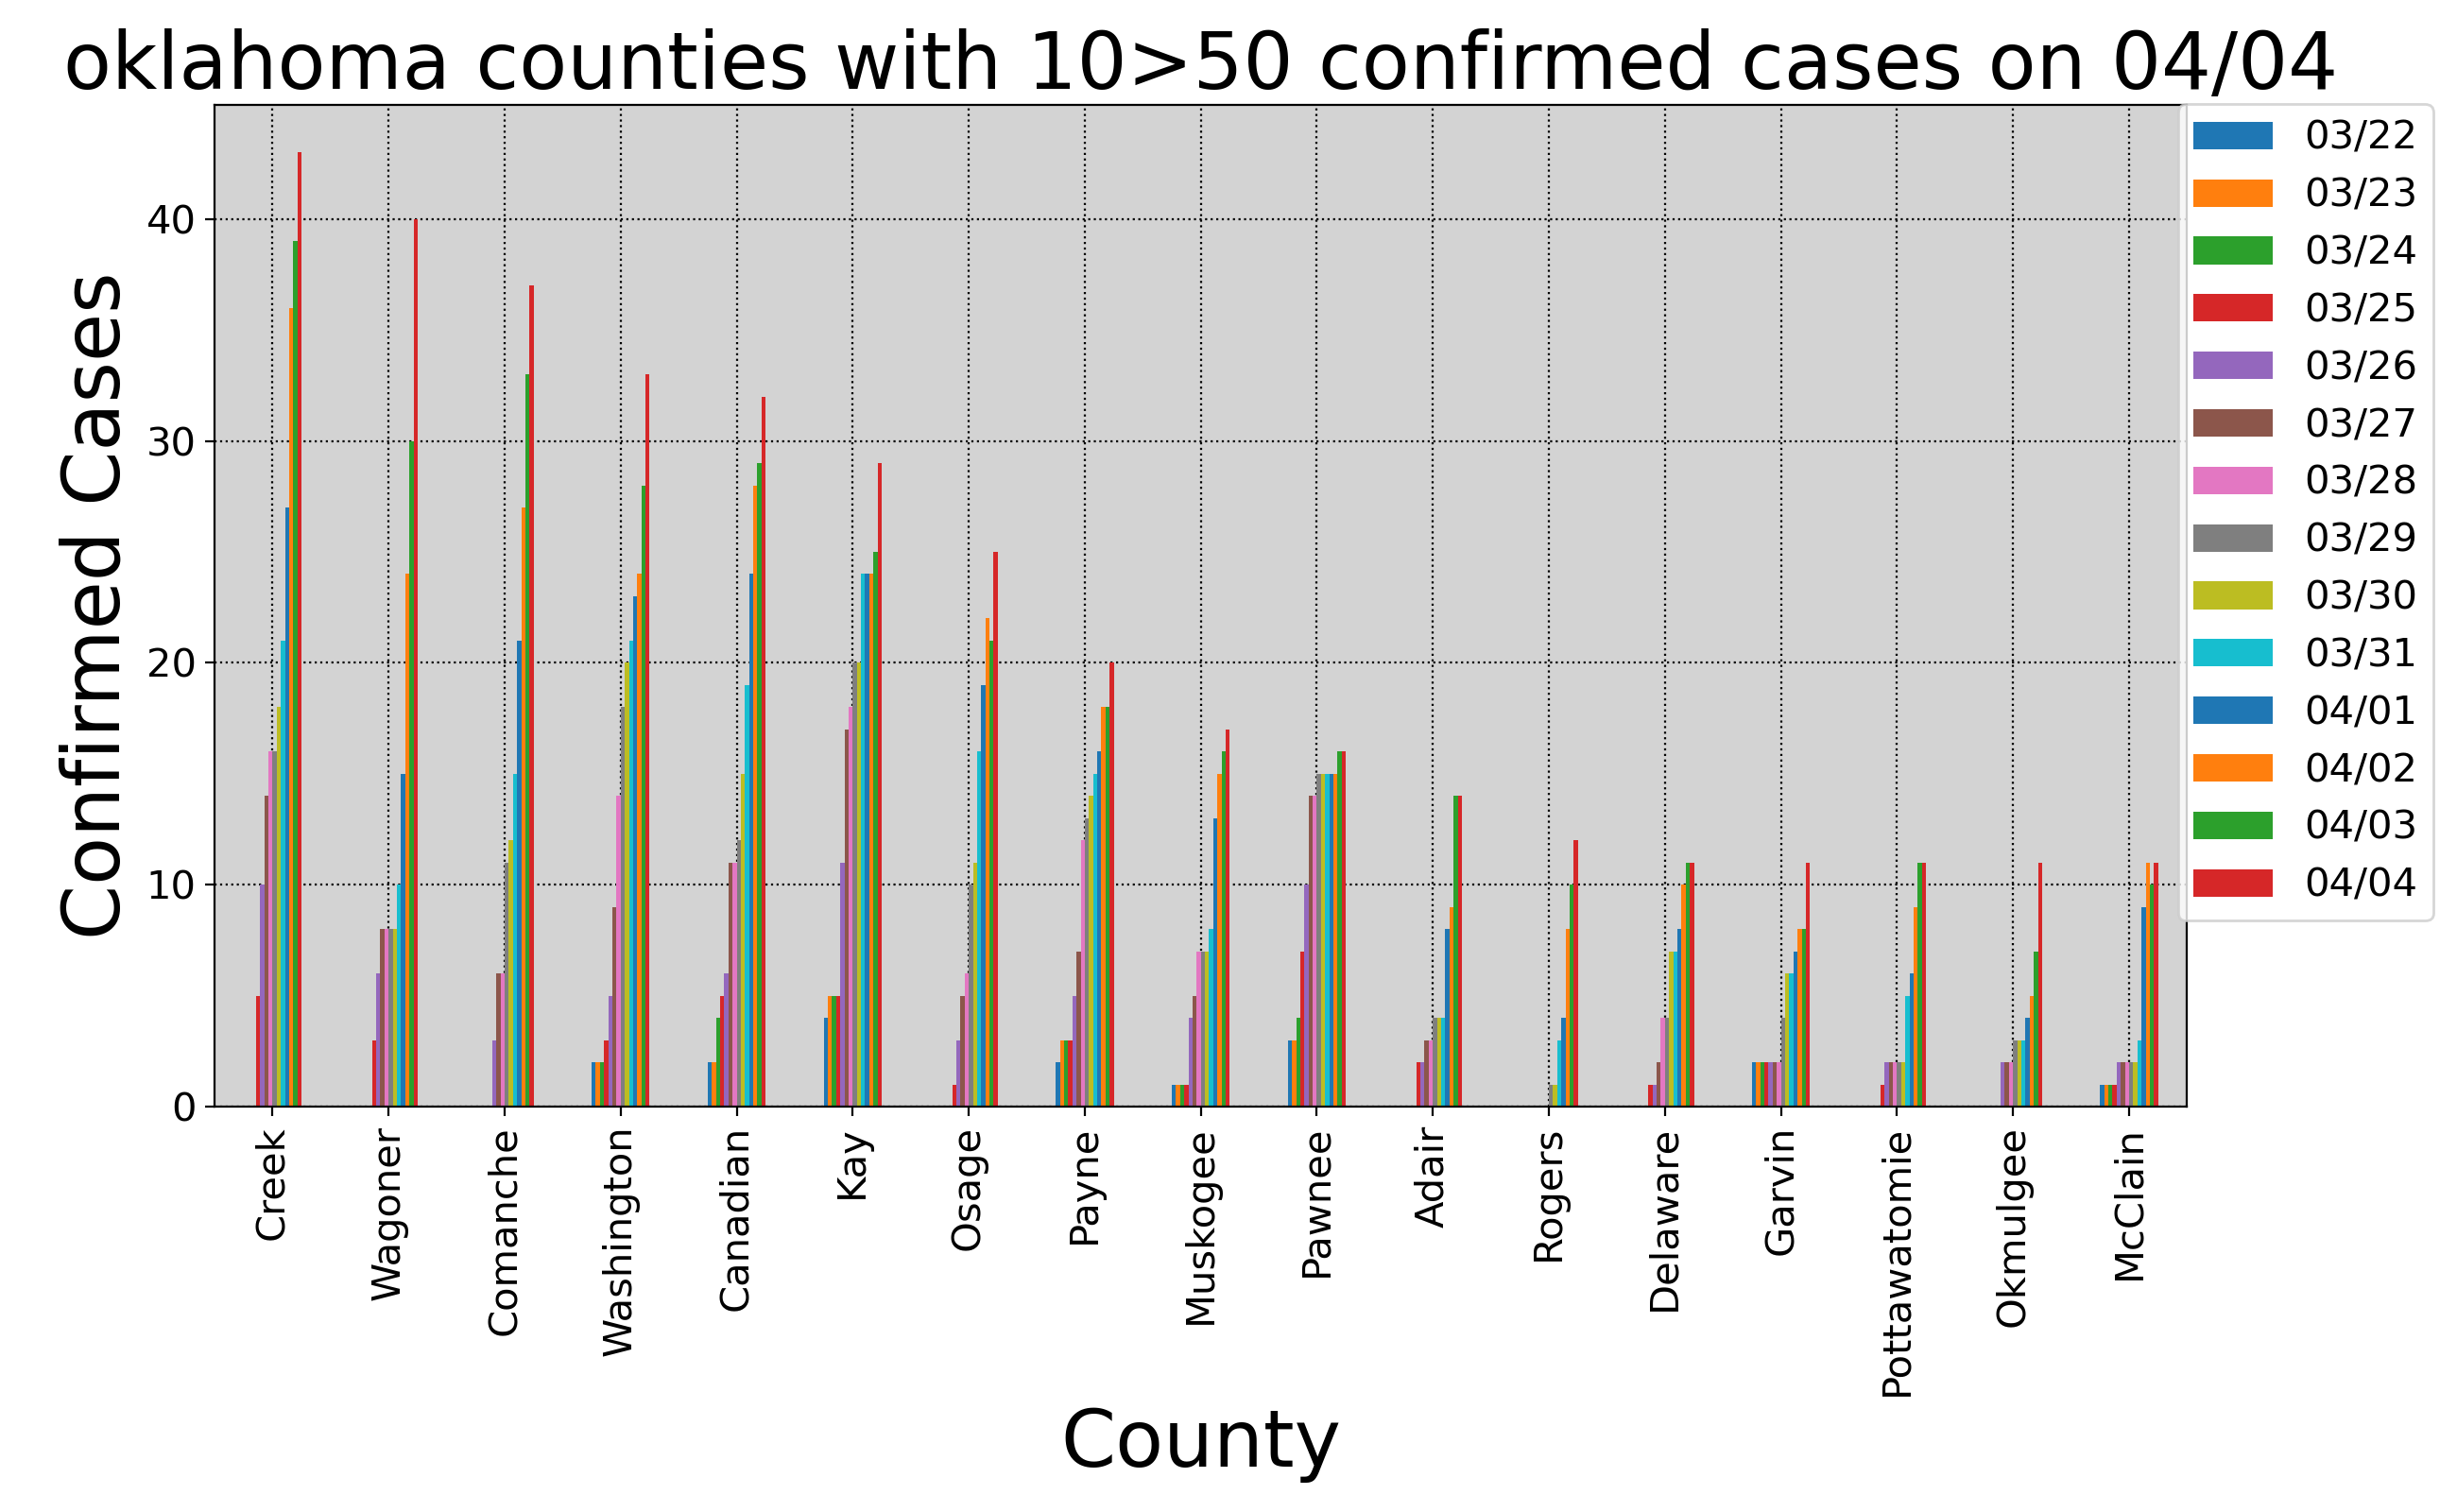 oklahoma counties with 10>50 confirmed cases on 04/04
Confirmed Cases
40
30
20
10
0
03/22
03/23
03/24
03/25
03/26
03/27
03/28
03/29
03/30
03/31
04/01
04/02
04/03
04/04
Creek
Wagoner
Comanche
Washington
Canadian
Kay
Osage
Payne
Muskogee
Pawnee
Adair
Rogers
Delaware
Garvin
Pottawatomie
Okmulgee
McClain
County